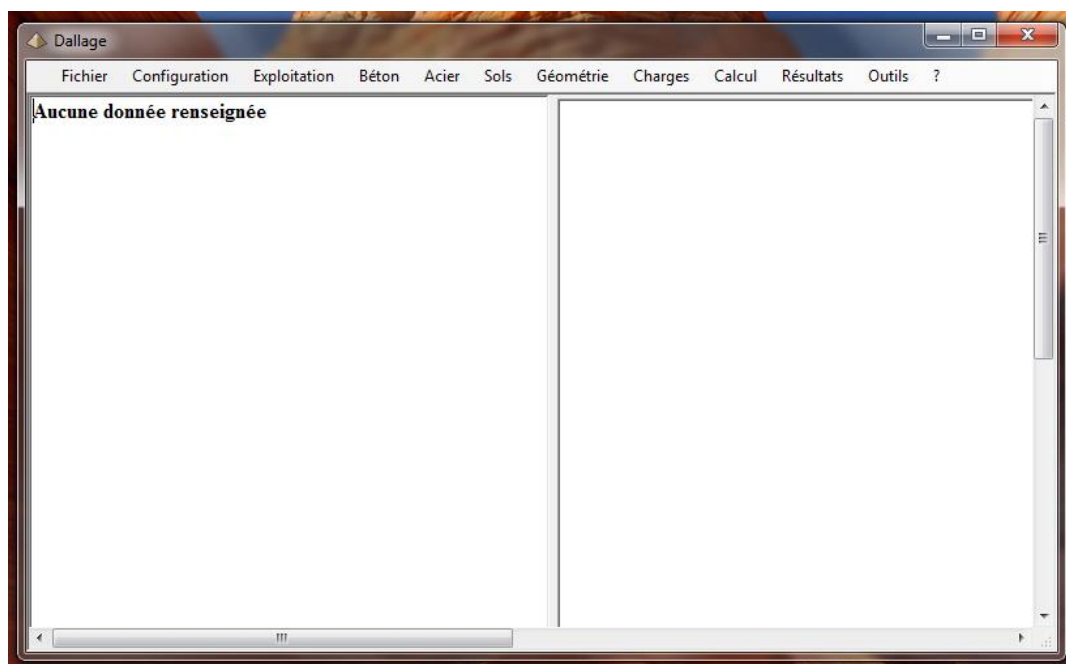 Dallage
Fichier Configuration Exploitation Béton Acier Sols Géométrie Charges Calcul Résultats Outils ?
Aucune donnée renseignée